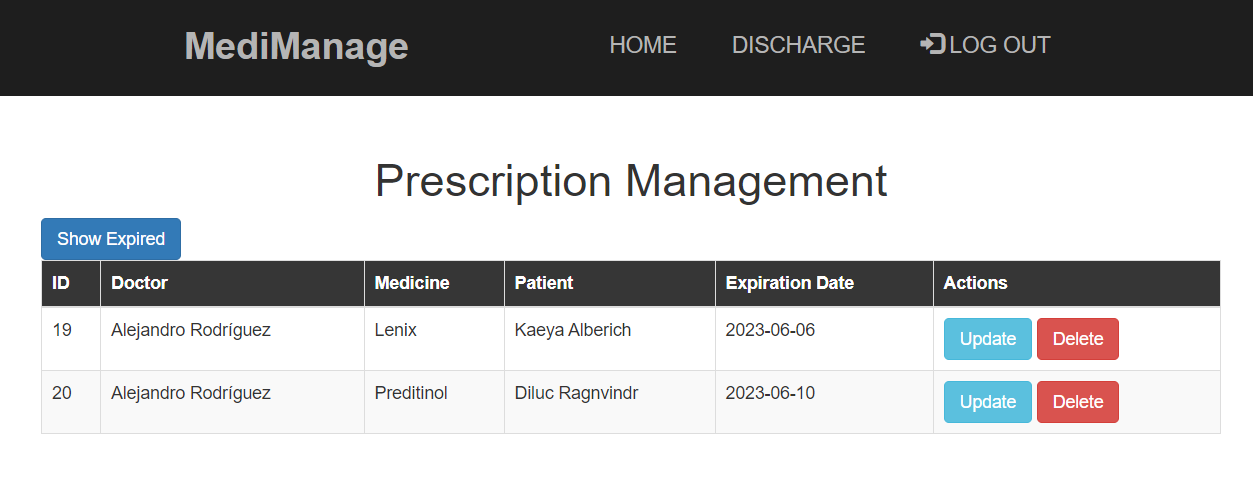 MediManage HOME DISCHARGE LOG OUT
Prescription Management
Show Expired
ID Doctor Medicine Patient Expiration Date Actions
19 Alejandro Rodríguez Lenix Kaeya Alberich 2023-06-06 Update Delete
20 Alejandro Rodríguez Preditinol Diluc Ragnvindr 2023-06-10 Update Delete